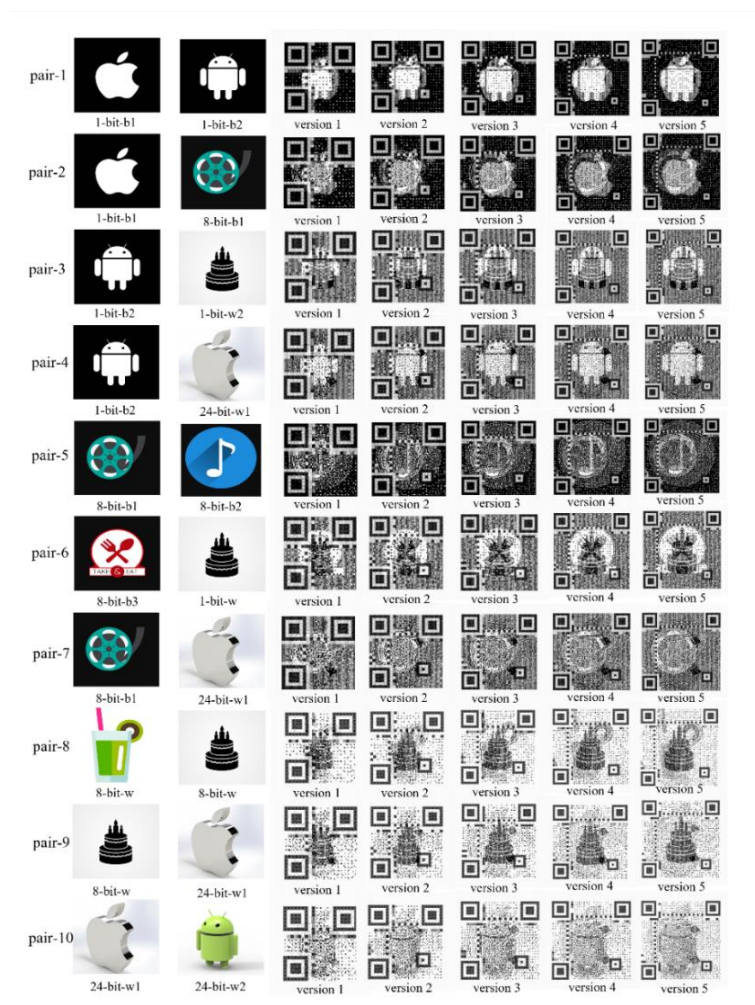 pair-1
1-bit-b1 1-bit-b2 version 1 version 2 version 3 version 4 version 5
pair-2
1-bit-b1 8-bit-b1 version 1 version 2 version 3 version 4 version 5
pair-3
1-bit-b2 1-bit-w2 version 1 version 2 version 3 version 4 version 5
pair-4
1-bit-b2 24-bit-w1 version 1 version 2 version 3 version 4 version 5
pair-5
8-bit-b1 8-bit-b2 version 1 version 2 version 3 version 4 version 5
pair-6
TAKE & EAT
8-bit-b3 1-bit-w version 1 version 2 version 3 version 4 version 5
pair-7
8-bit-b1 24-bit-w1 version 1 version 2 version 3 version 4 version 5
pair-8
8-bit-w 8-bit-w version 1 version 2 version 3 version 4 version 5
pair-9
8-bit-w 24-bit-w1 version 1 version 2 version 3 version 4 version 5
pair-10
24-bit-w1 24-bit-w2 version 1 version 2 version 3 version 4 version 5